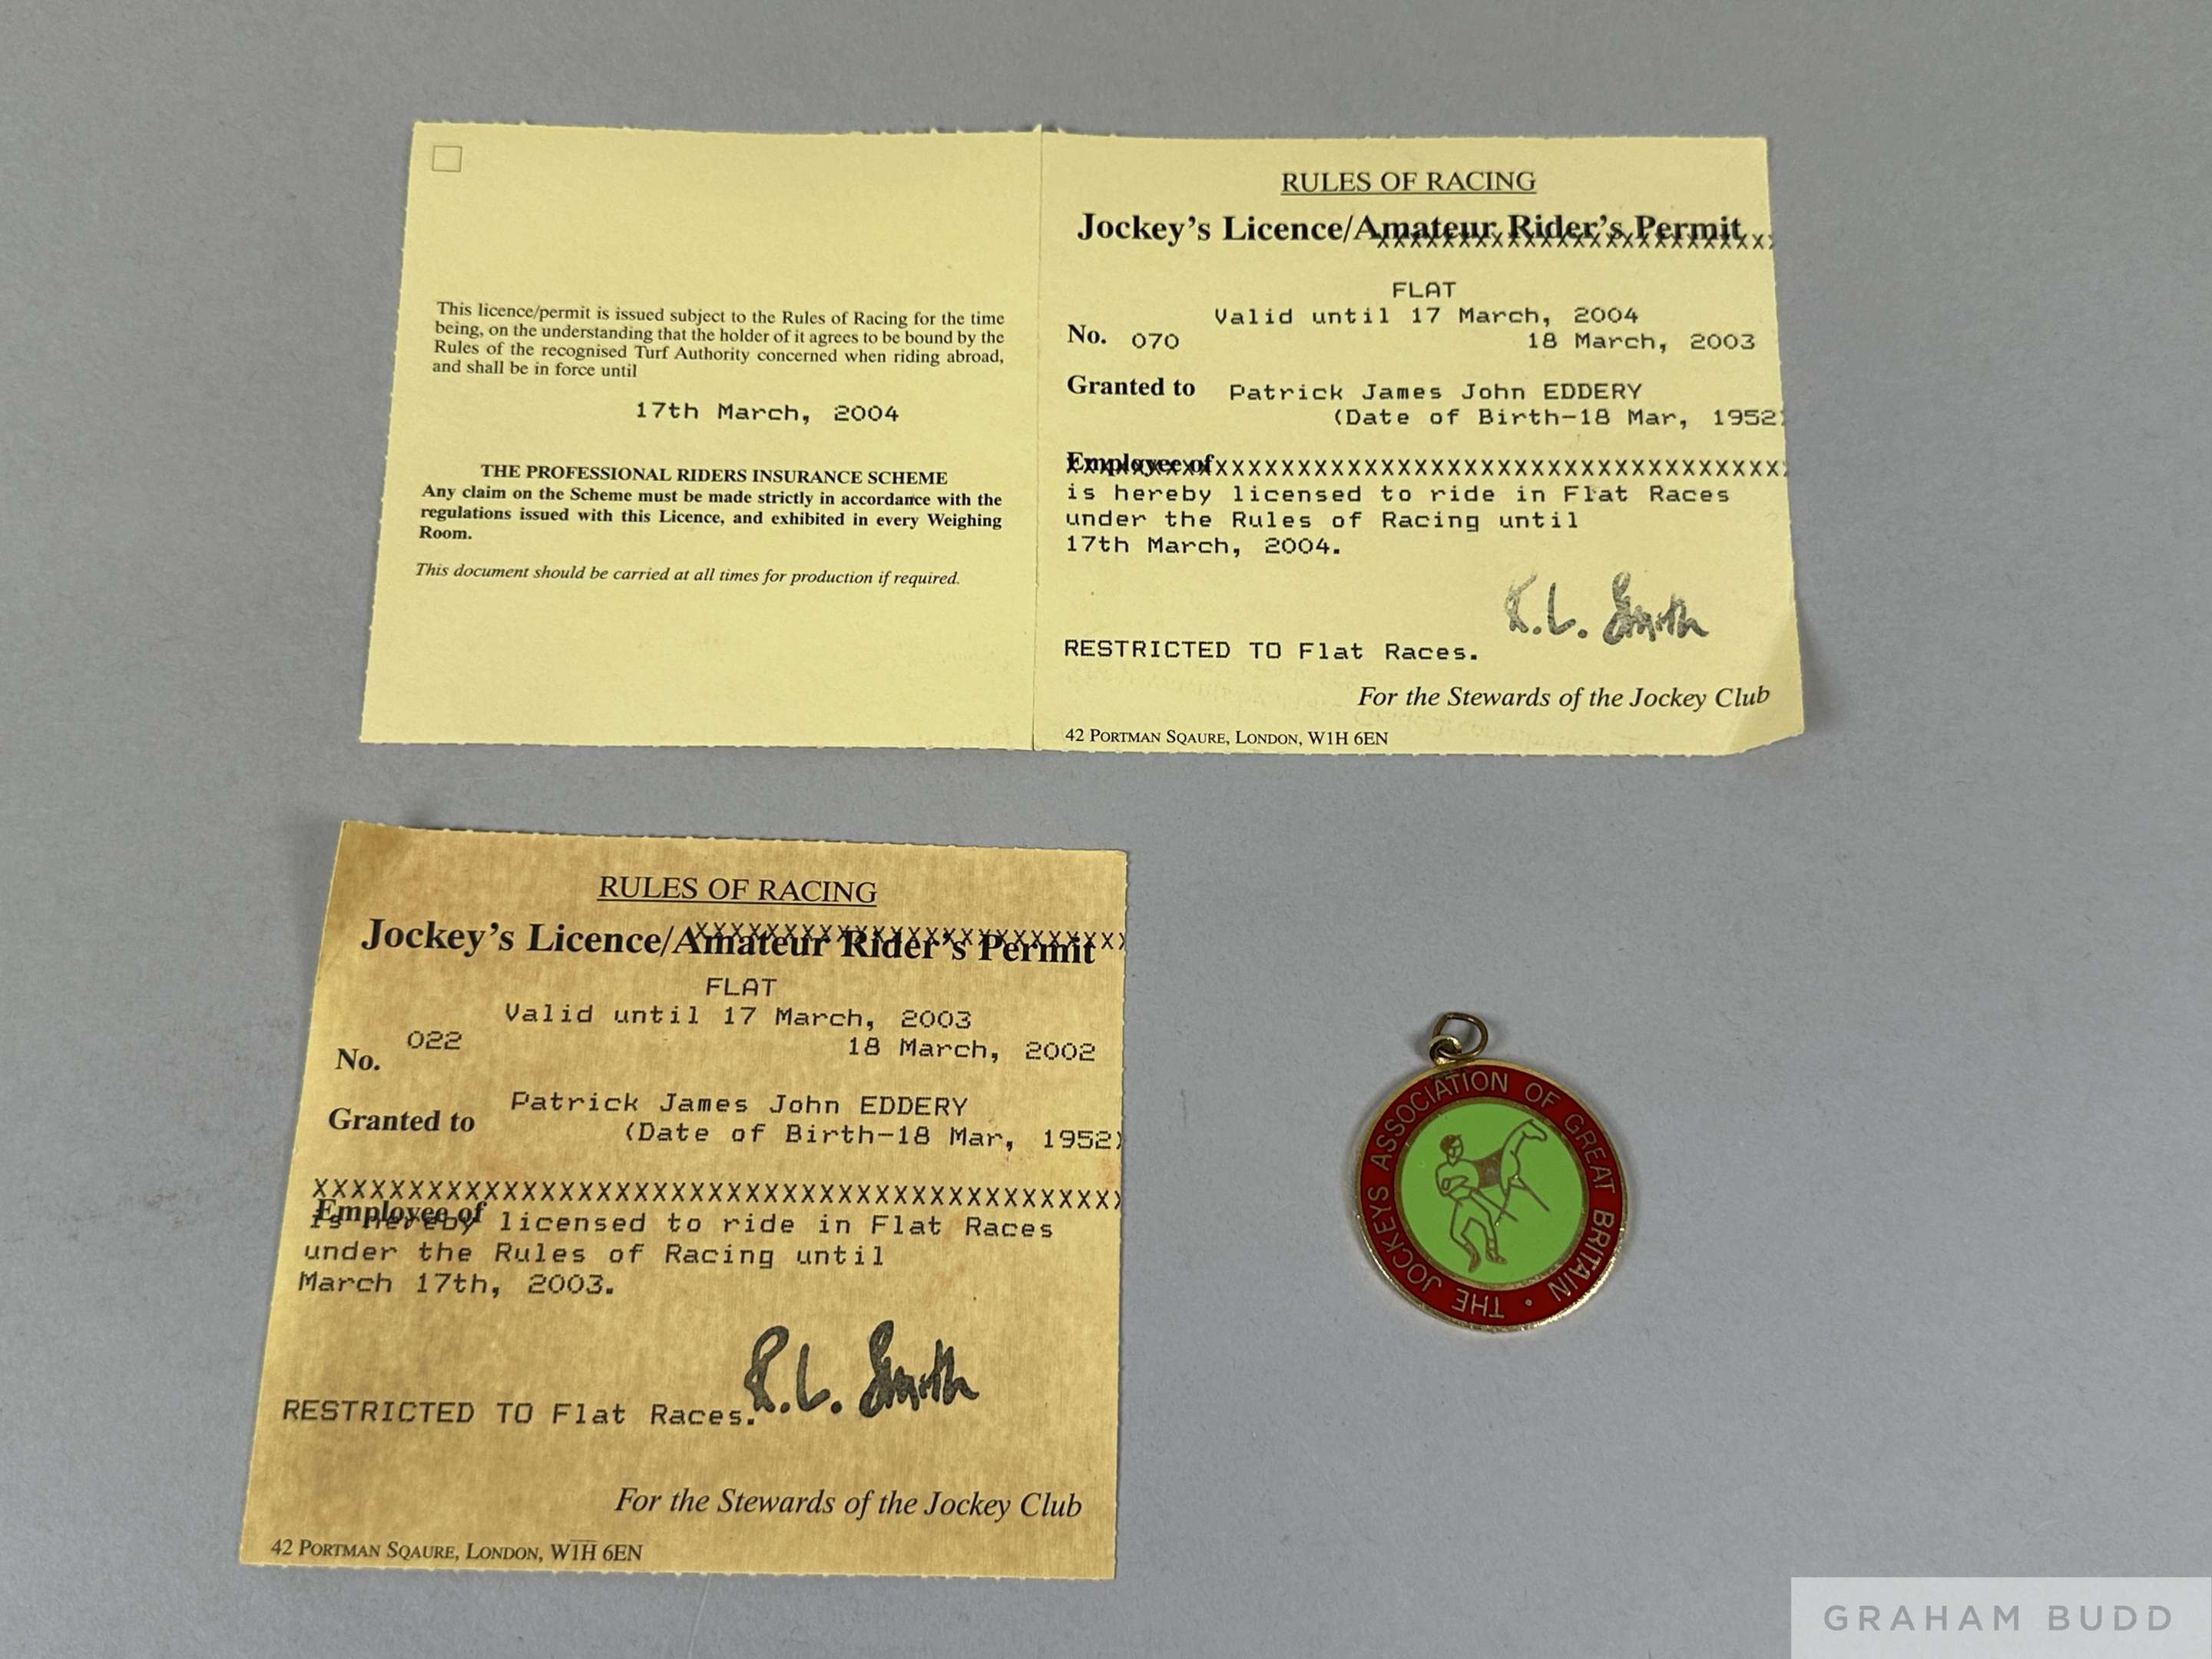 This licence/permit is issued subject to the Rules of Racing for the time
being, on the understanding that the holder of it agrees to be bound by the
Rules of the recognised Turf Authority concerned when riding abroad,
and shall be in force until
17th March, 2004
THE PROFESSIONAL RIDERS INSURANCE SCHEME
Any claim on the Scheme must be made strictly in accordance with the
regulations issued with this Licence, and exhibited in every Weighing
Room.
This document should be carried at all times for production if required.
RULES OF RACING
Jockey's Licence/Amateur Rider's Permit
FLAT
Valid until 17 March, 2004
No. 070 18 March, 2003
Granted to Patrick James John EDDERY
(Date of Birth-18 Mar, 1952)
Employee of
is hereby licensed to ride in Flat Races
under the Rules of Racing until
17th March, 2004.
R.L. Smith
RESTRICTED TO Flat Races.
For the Stewards of the Jockey Club
42 PORTMAN SQAURE, LONDON, W1H 6EN
RULES OF RACING
Jockey's Licence/Amateur Rider's Permit
FLAT
Valid until 17 March, 2003
No. 022 18 March, 2002
Granted to Patrick James John EDDERY
(Date of Birth-18 Mar, 1952)
Employee of
is hereby licensed to ride in Flat Races
under the Rules of Racing until
March 17th, 2003.
R.L. Smith
RESTRICTED TO Flat Races.
For the Stewards of the Jockey Club
42 PORTMAN SQAURE, LONDON, W1H 6EN
THE JOCKEYS ASSOCIATION OF GREAT BRITAIN •
GRAHAM BUDD